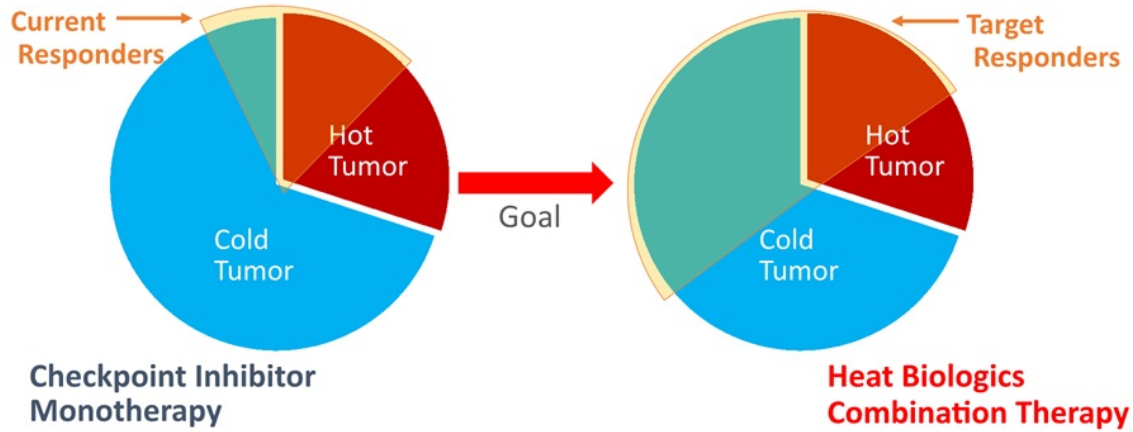 Current
Responders
Hot
Tumor
Cold
Tumor
Checkpoint Inhibitor
Monotherapy
Goal
Target
Responders
Hot
Tumor
Cold
Tumor
Heat Biologics
Combination Therapy